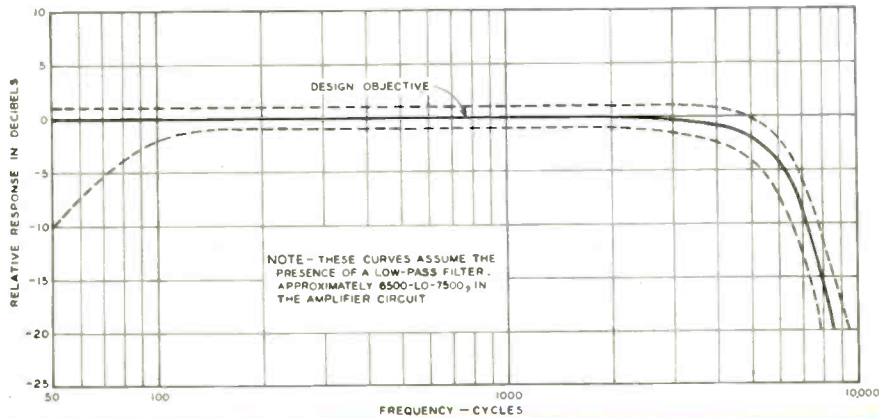 10
5
0
-5
-10
-15
-20
-25
RELATIVE RESPONSE IN DECIBELS
DESIGN OBJECTIVE
NOTE - THESE CURVES ASSUME THE
PRESENCE OF A LOW-PASS FILTER,
APPROXIMATELY 6500-LO-7500, IN
THE AMPLIFIER CIRCUIT
50
100
1000
10,000
FREQUENCY - CYCLES